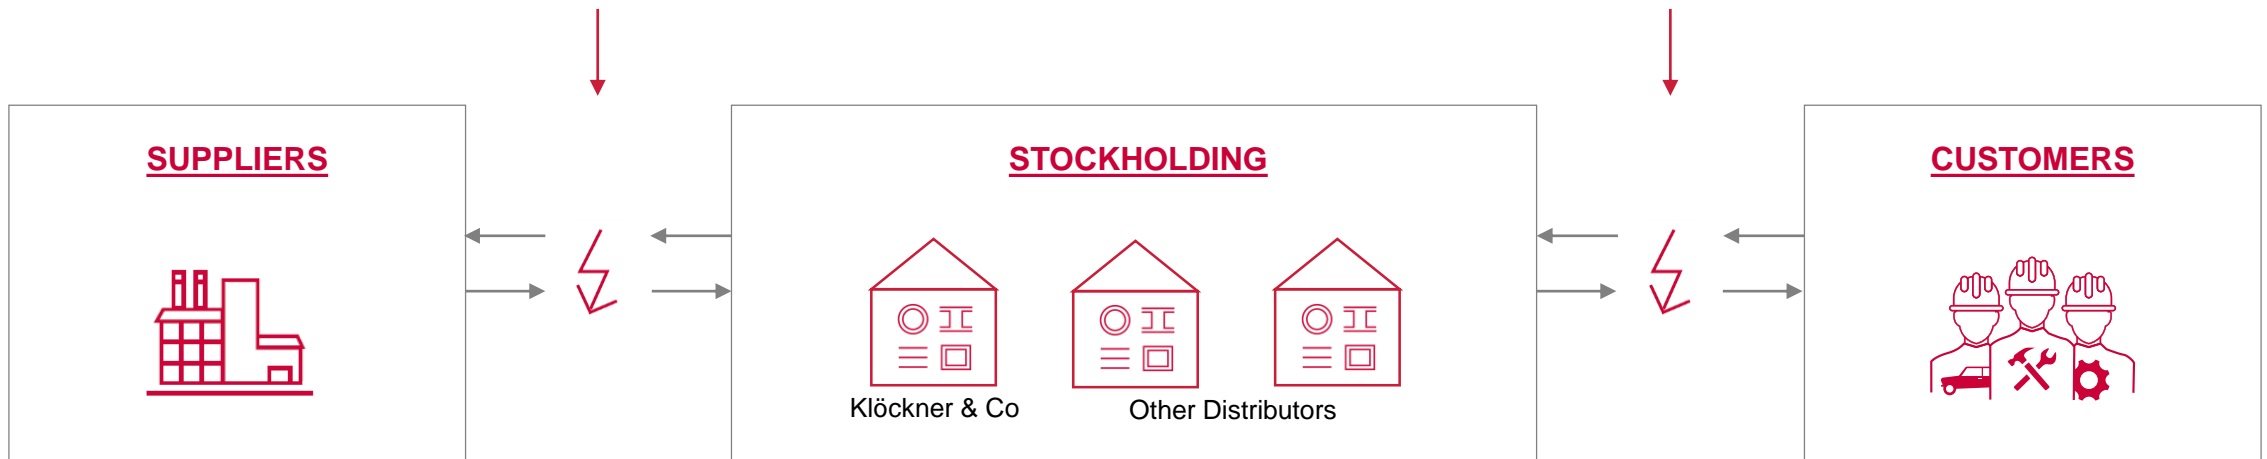 SUPPLIERS
STOCKHOLDING
CUSTOMERS
Klöckner & Co
Other Distributors